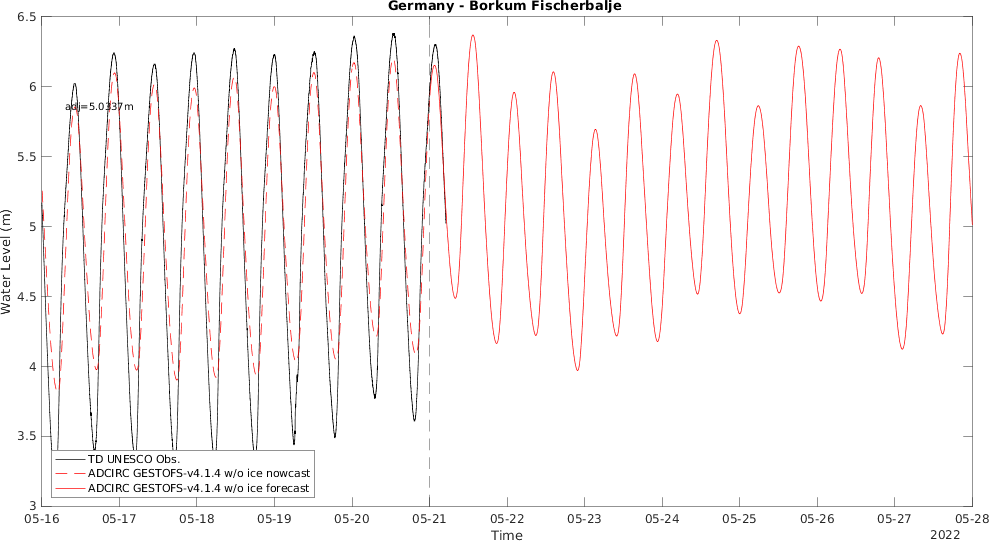 Germany - Borkum Fischerbalje
6.5
6
5.5
5
4.5
4
3.5
3
Water Level (m)
adj=5.0337m
TD UNESCO Obs.
ADCIRC GESTOFS-v4.1.4 w/o ice nowcast
ADCIRC GESTOFS-v4.1.4 w/o ice forecast
05-16 05-17 05-18 05-19 05-20 05-21 05-22 05-23 05-24 05-25 05-26 05-27 05-28
Time
2022